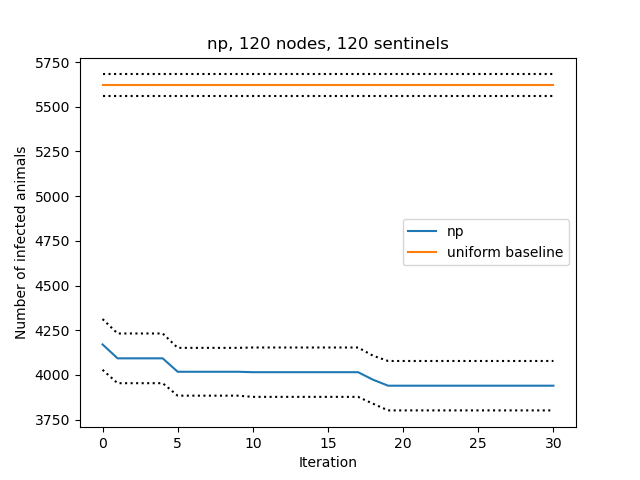 np, 120 nodes, 120 sentinels
Number of infected animals
5750
5500
5250
5000
4750
4500
4250
4000
3750
np
uniform baseline
0 5 10 15 20 25 30
Iteration